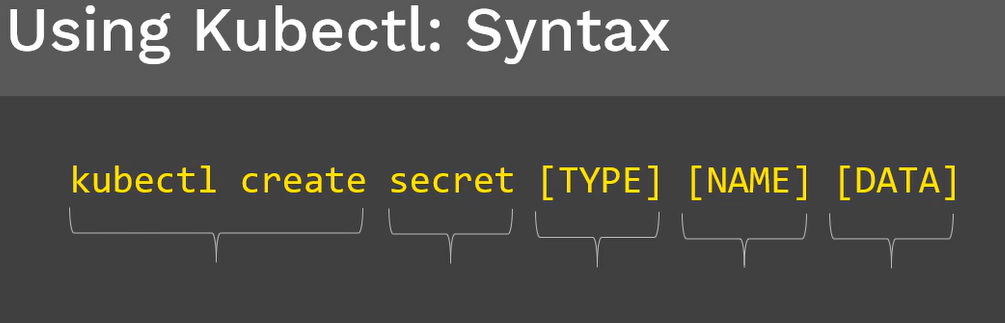 Using Kubectl: Syntax
kubectl create secret [TYPE] [NAME] [DATA]